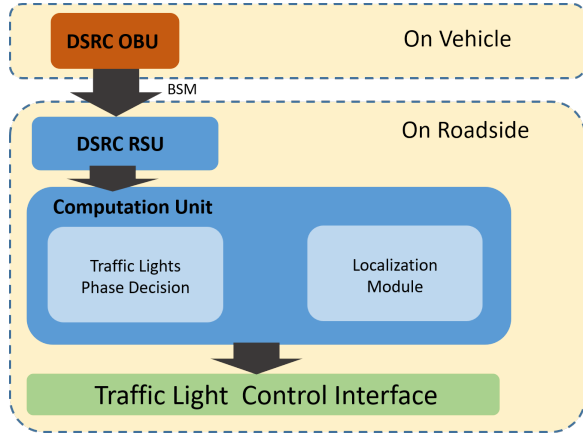 DSRC OBU
On Vehicle
BSM
On Roadside
DSRC RSU
Computation Unit
Traffic Lights
Phase Decision
Localization
Module
Traffic Light Control Interface